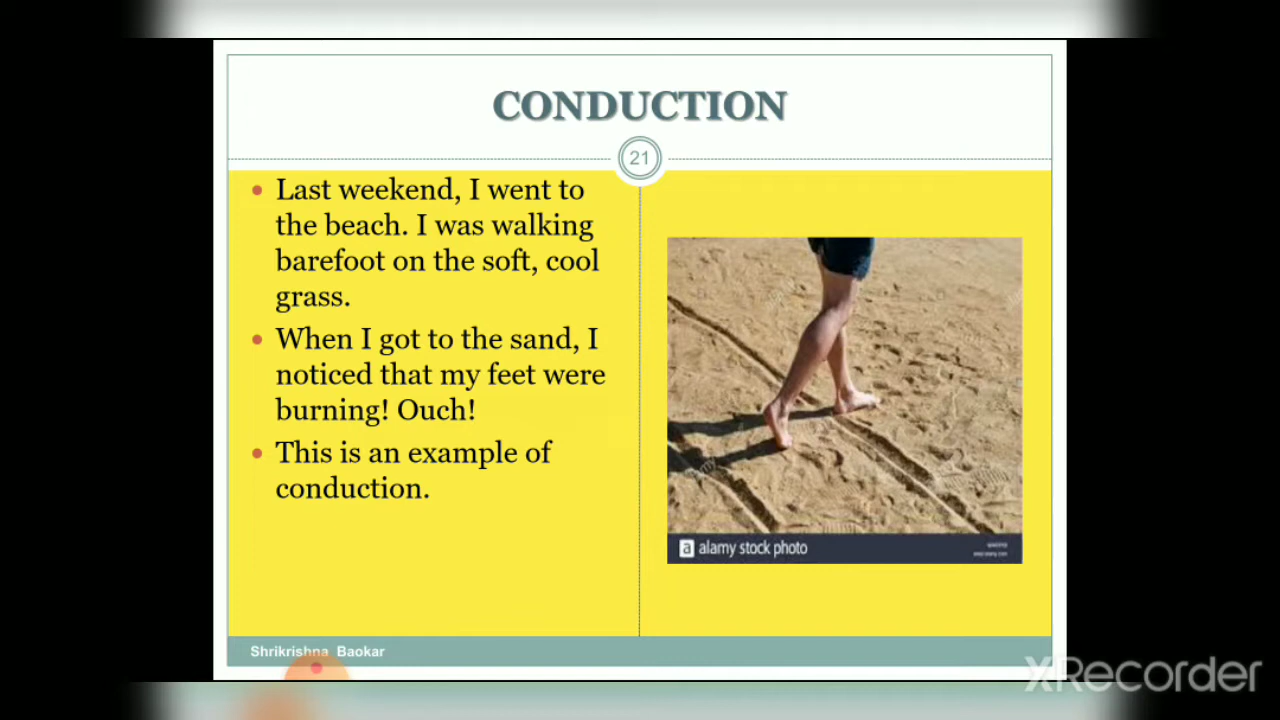 CONDUCTION
21
• Last weekend, I went to
the beach. I was walking
barefoot on the soft, cool
grass.
• When I got to the sand, I
noticed that my feet were
burning! Ouch!
• This is an example of
conduction.
a alamy stock photo
Shrikrishna Baokar
XRecorder